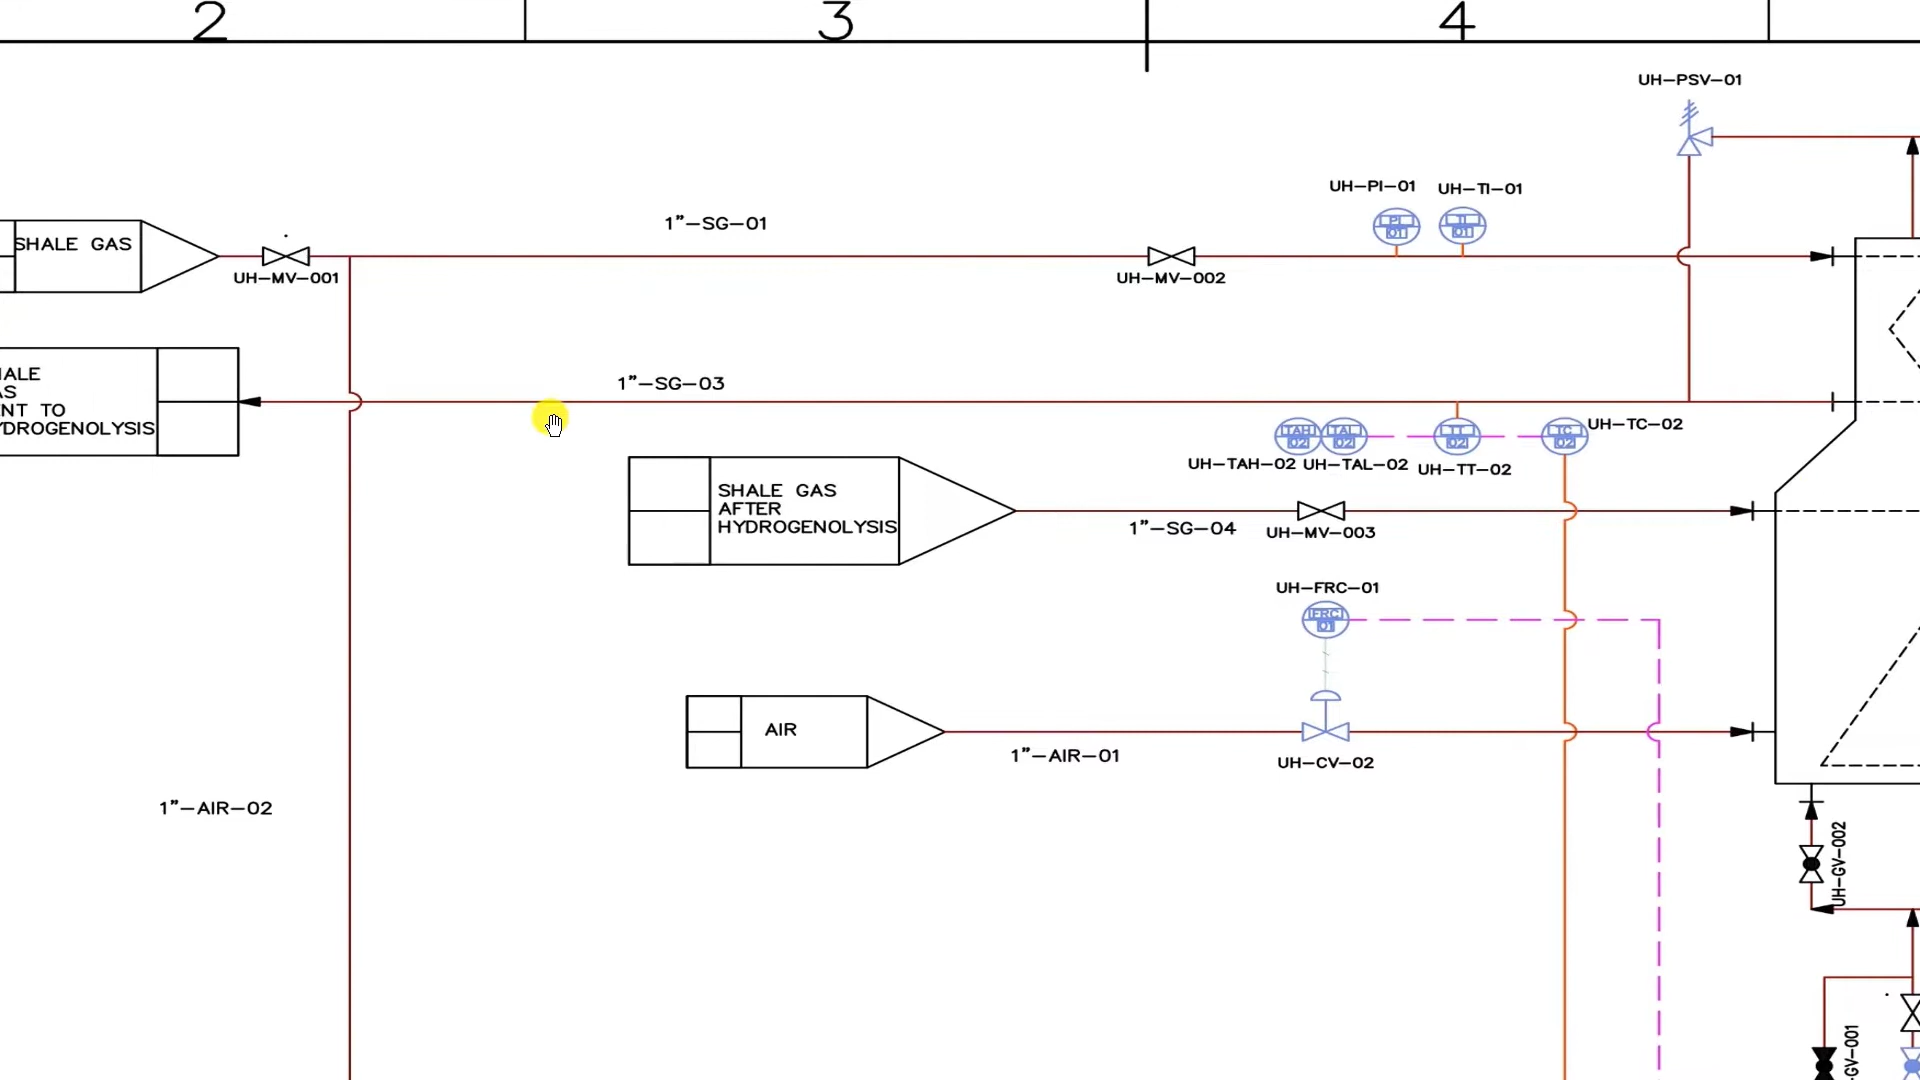 2
3
4
UH-PSV-01
UH-PI-01
UH-TI-01
PI
01
TI
01
1"-SG-01
SHALE GAS
UH-MV-001
UH-MV-002
HALE
AS
ENT TO
YDROGENOLYSIS
1"-SG-03
TAH
02
TAL
02
TT
02
TC
02
UH-TC-02
UH-TAH-02
UH-TAL-02
UH-TT-02
SHALE GAS
AFTER
HYDROGENOLYSIS
1"-SG-04
UH-MV-003
UH-FRC-01
FRC
01
AIR
1"-AIR-01
UH-CV-02
1"-AIR-02
UH-GV-002
-GV-001